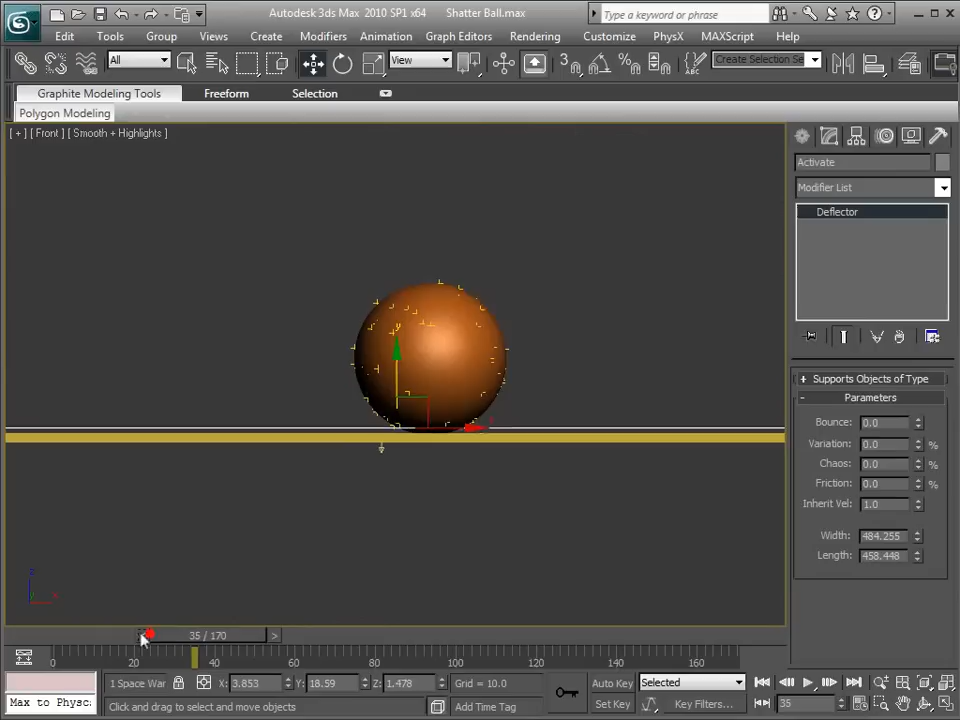 Autodesk 3ds Max 2010 SP1 x64 Shatter Ball.max Type a keyword or phrase
Edit Tools Group Views Create Modifiers Animation Graph Editors Rendering Customize PhysX MAXScript Help
All View Create Selection Se
Graphite Modeling Tools Freeform Selection
Polygon Modeling
[ + ] [ Front ] [ Smooth + Highlights ]
Activate
Modifier List
Deflector
+ Supports Objects of Type
- Parameters
Bounce: 0.0
Variation: 0.0 %
Chaos: 0.0 %
Friction: 0.0 %
Inherit Vel: 1.0
Width: 484.255
Length: 458.448
y
z
x
35 / 170 >
0 20 40 60 80 100 120 140 160
1 Space War X: 3.853 Y: 18.59 Z: 1.478 Grid = 10.0 Auto Key Selected
Max to Physc: Click and drag to select and move objects Add Time Tag Set Key Key Filters... 35